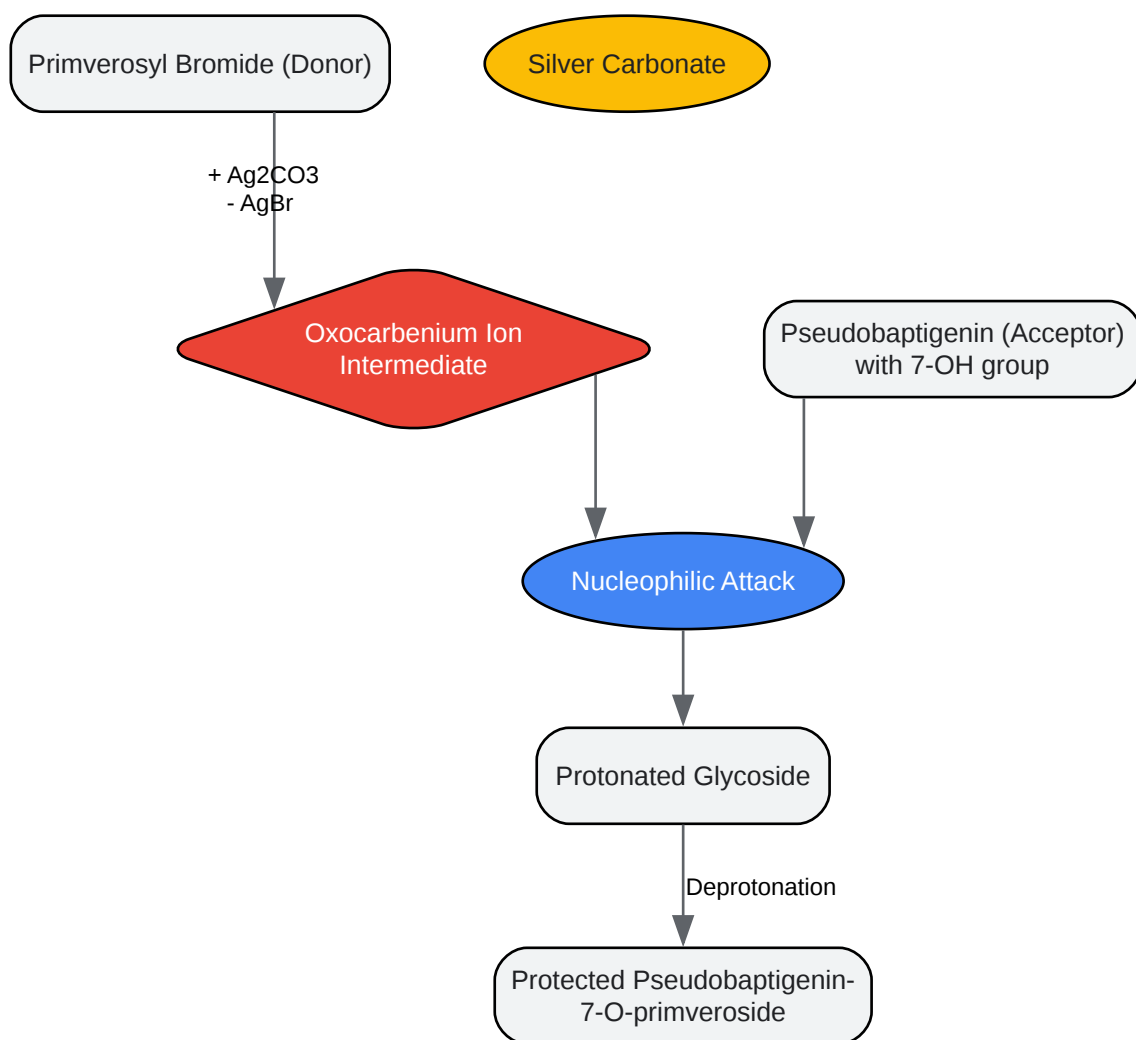 Primverosyl Bromide (Donor)
Silver Carbonate
+ Ag2CO3
- AgBr
Oxocarbenium Ion
Intermediate
Pseudobaptigenin (Acceptor)
with 7-OH group
Nucleophilic Attack
Protonated Glycoside
Deprotonation
Protected Pseudobaptigenin-
7-O-primveroside